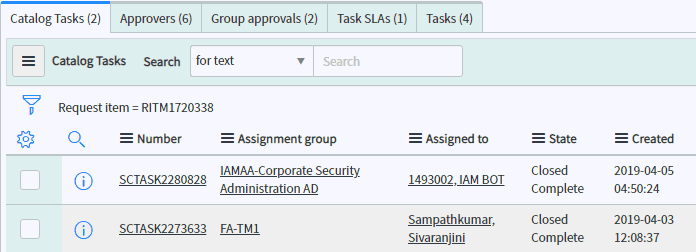 Catalog Tasks (2) Approvers (6) Group approvals (2) Task SLAs (1) Tasks (4)
Catalog Tasks Search for text Search
Request item = RITM1720338
Number Assignment group Assigned to State Created
SCTASK2280828 IAMAA-Corporate Security Administration AD 1493002, IAM BOT Closed Complete 2019-04-05 04:50:24
SCTASK2273633 FA-TM1 Sampathkumar, Sivaranjini Closed Complete 2019-04-03 12:08:37